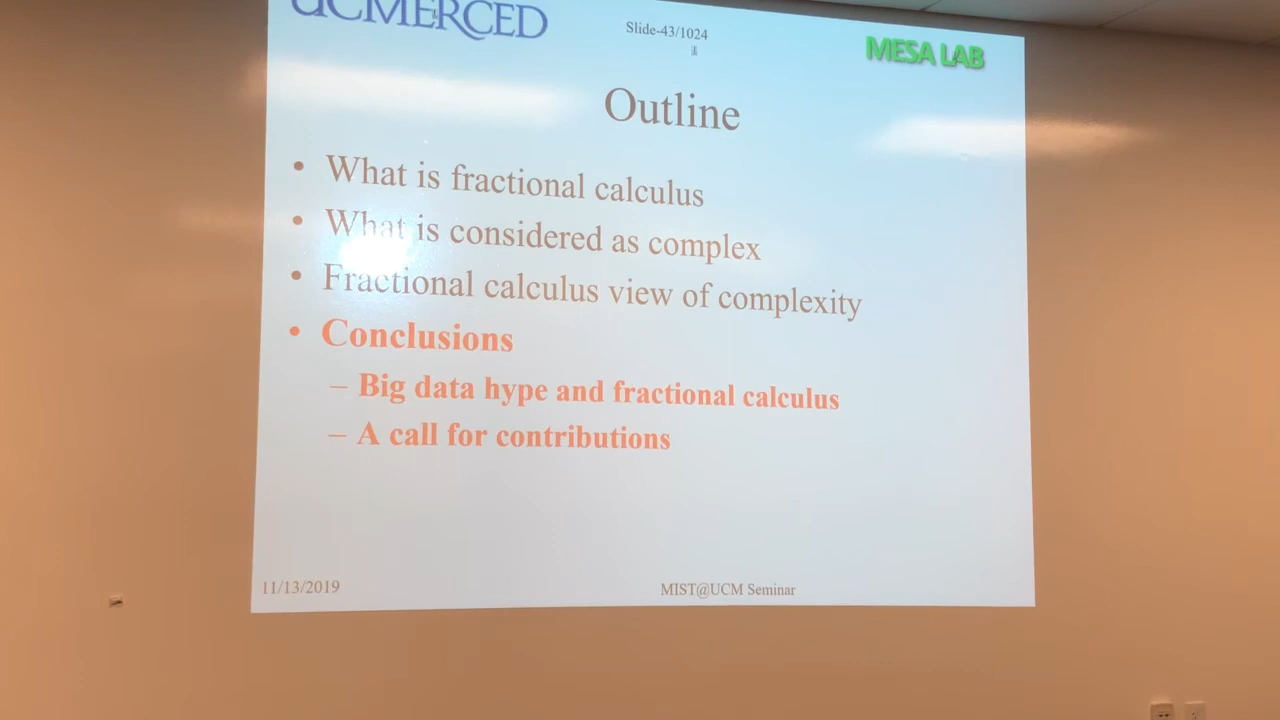 UCMERCED
Slide-43/1024
MESA LAB
Outline
• What is fractional calculus
• What is considered as complex
• Fractional calculus view of complexity
• Conclusions
– Big data hype and fractional calculus
– A call for contributions
11/13/2019
MIST@UCM Seminar